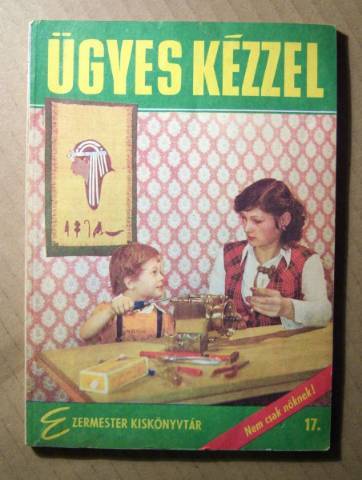 ÜGYES KÉZZEL
EZERMESTER KISKÖNYVTÁR
Nem csak nőknek!
17.